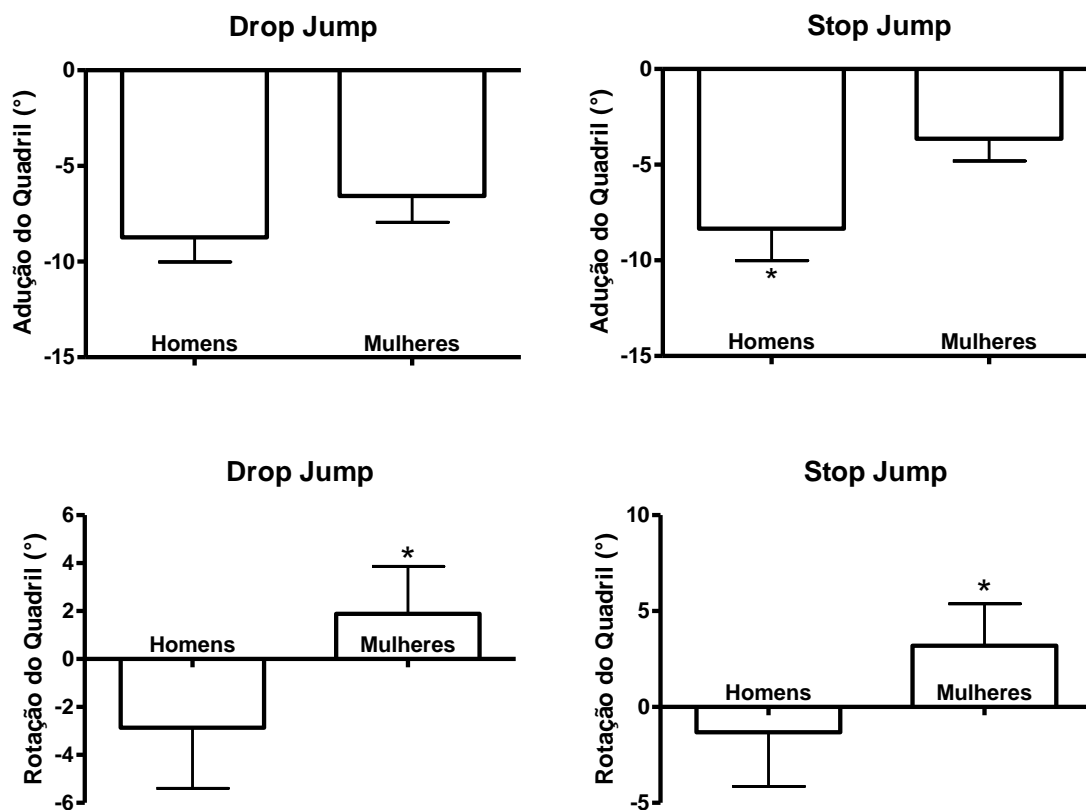 Drop Jump
Adução do Quadril (°)
0
-5
-10
-15
Homens
Mulheres
Stop Jump
Adução do Quadril (°)
0
-5
-10
-15
*
Homens
Mulheres
Drop Jump
Rotação do Quadril (°)
6
4
2
0
-2
-4
-6
*
Homens
Mulheres
Stop Jump
Rotação do Quadril (°)
10
5
0
-5
*
Homens
Mulheres